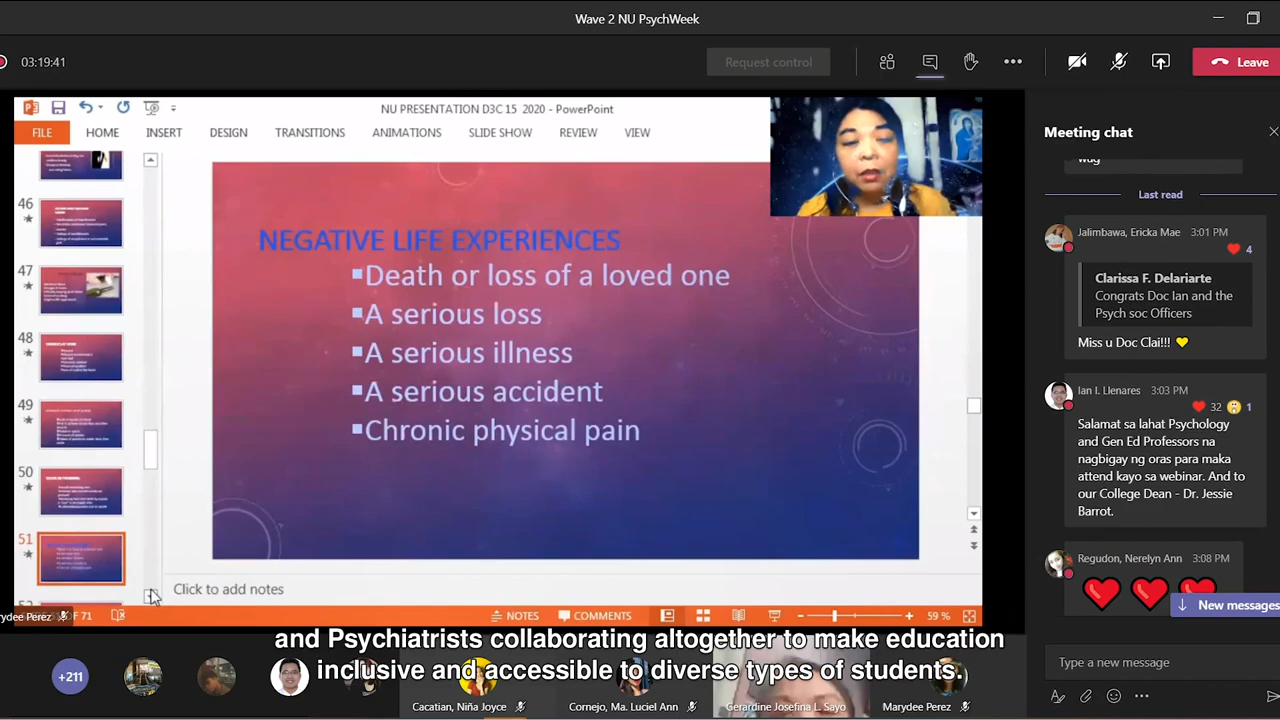 Wave 2 NU PsychWeek
03:19:41
Request control
Leave
NU PRESENTATION D3C 15 2020 - PowerPoint
FILE
HOME
INSERT
DESIGN
TRANSITIONS
ANIMATIONS
SLIDE SHOW
REVIEW
VIEW
46
47
48
49
50
51
NEGATIVE LIFE EXPERIENCES
▪Death or loss of a loved one
▪A serious loss
▪A serious illness
▪A serious accident
▪Chronic physical pain
Click to add notes
OF 71
NOTES
COMMENTS
59 %
and Psychiatrists collaborating altogether to make education
inclusive and accessible to diverse types of students.
+211
Cacatian, Niña Joyce
Cornejo, Ma. Luciel Ann
Gerardine Josefina L. Sayo
Marydee Perez
Meeting chat
wag
Last read
Jalimbawa, Ericka Mae 3:01 PM
4
Clarissa F. Delariarte
Congrats Doc Ian and the
Psych soc Officers
Miss u Doc Clai!!!
Ian I. Llenares 3:03 PM
32 1
Salamat sa lahat Psychology
and Gen Ed Professors na
nagbigay ng oras para maka
attend kayo sa webinar. And to
our College Dean - Dr. Jessie
Barrot.
Regudon, Nerelyn Ann 3:08 PM
New messages
Type a new message